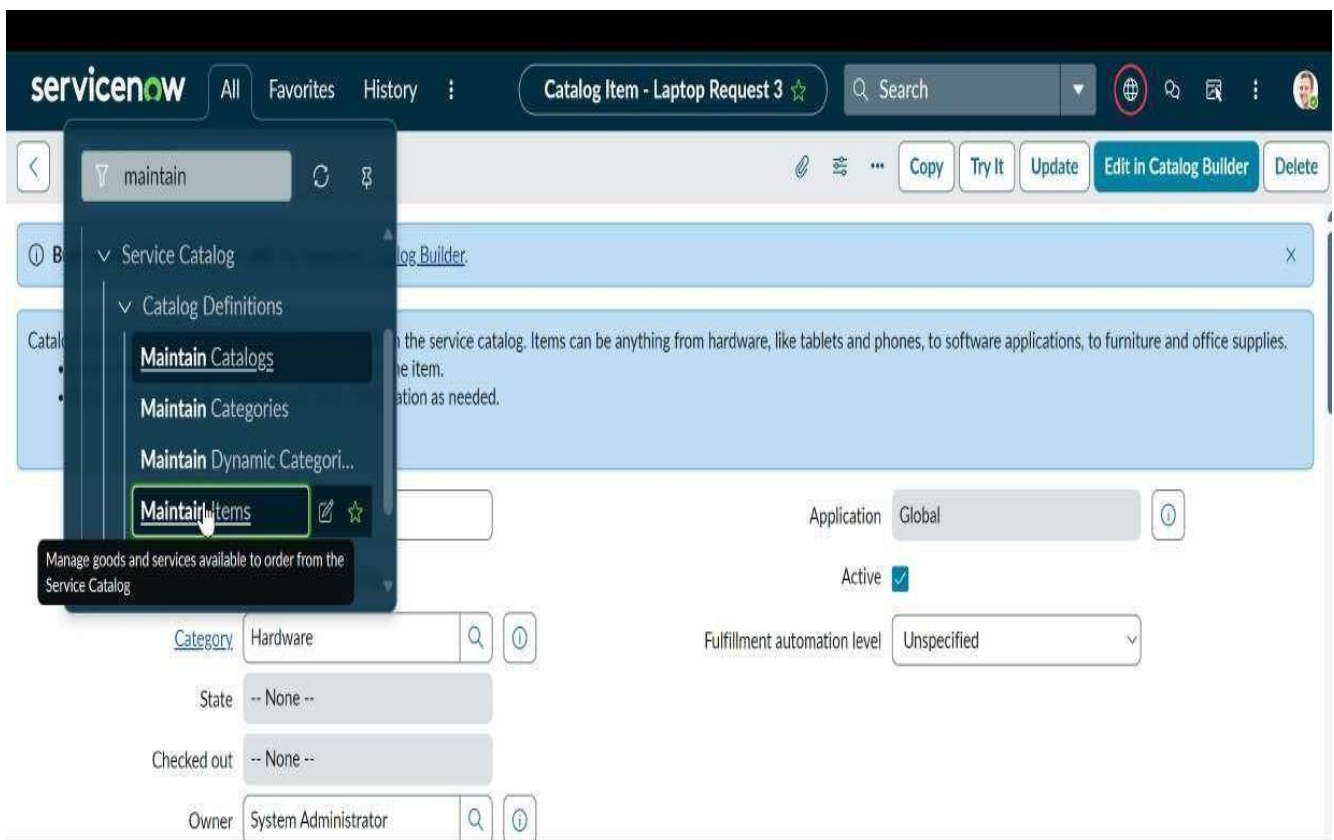 servicenow All Favorites History Catalog Item - Laptop Request 3 Search
maintain
Copy Try It Update Edit in Catalog Builder Delete
B
Service Catalog
log Builder.
Catalog Definitions
Catal
the service catalog. Items can be anything from hardware, like tablets and phones, to software applications, to furniture and office supplies.
Maintain Catalogs
e item.
ation as needed.
Maintain Categories
Maintain Dynamic Categori...
Maintain Items
Application Global
Manage goods and services available to order from the
Service Catalog
Active
Category Hardware
Fulfillment automation level Unspecified
State -- None --
Checked out -- None --
Owner System Administrator